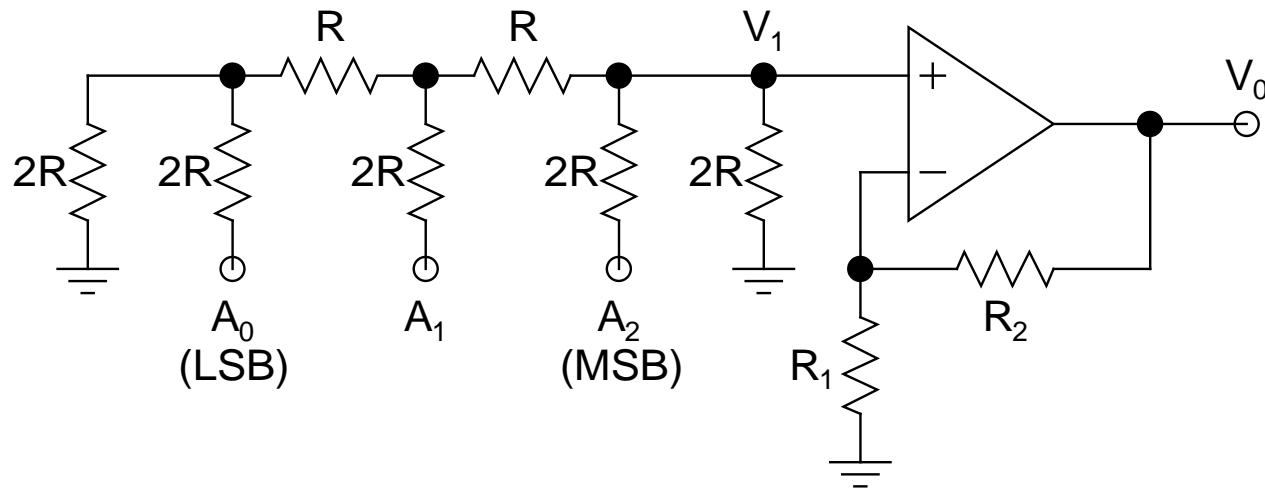 R R V₁
V₀
+
2R 2R 2R 2R 2R
−
A₀ A₁ A₂ R₂
(LSB) (MSB) R₁